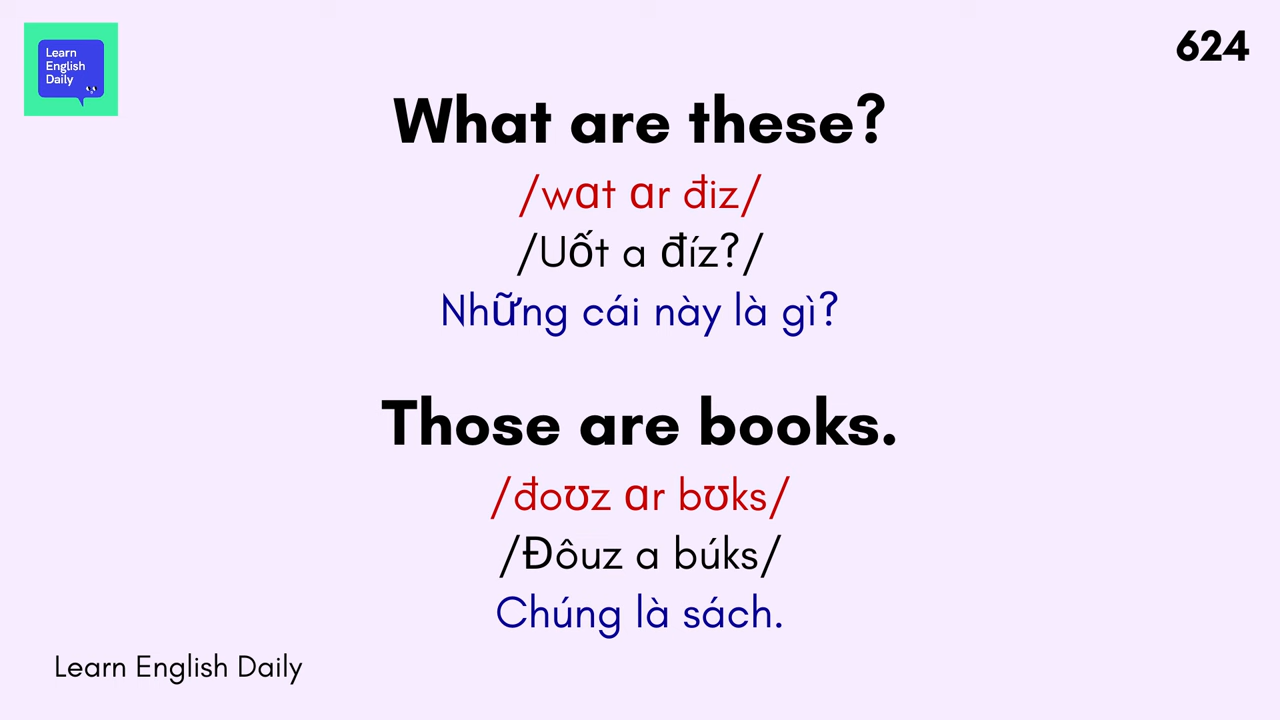 Learn
English
Daily
624
What are these?
/wɑt ɑr điz/
/Uốt a đíz?/
Những cái này là gì?
Those are books.
/đoʊz ɑr bʊks/
/Đôuz a búks/
Chúng là sách.
Learn English Daily